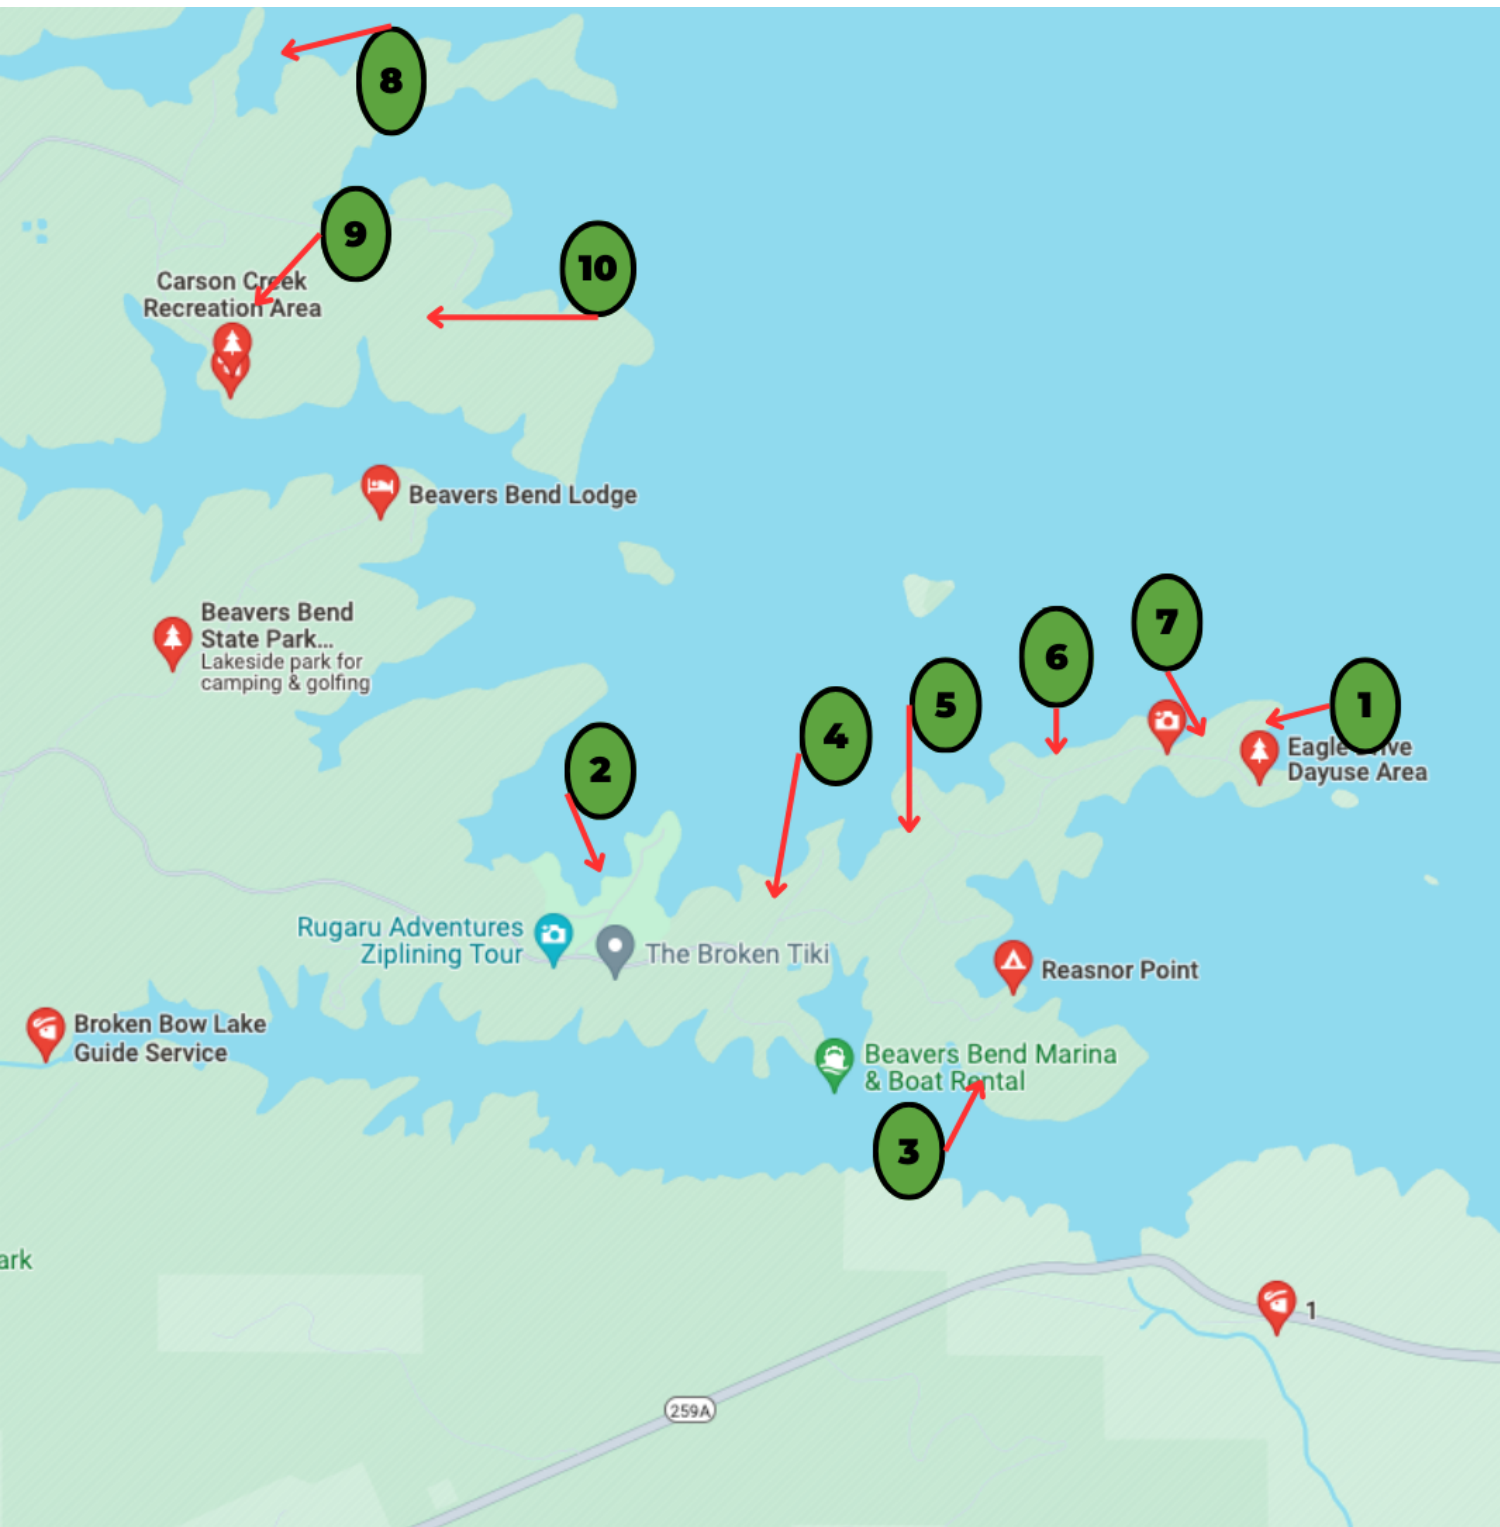 8
9
10
Carson Creek
Recreation Area
Beavers Bend Lodge
Beavers Bend
State Park...
Lakeside park for
camping & golfing
7
6
5
1
4
2
Eagle Drive
Dayuse Area
Rugaru Adventures
Ziplining Tour
The Broken Tiki
Reasnor Point
Broken Bow Lake
Guide Service
Beavers Bend Marina
& Boat Rental
3
ark
1
259A